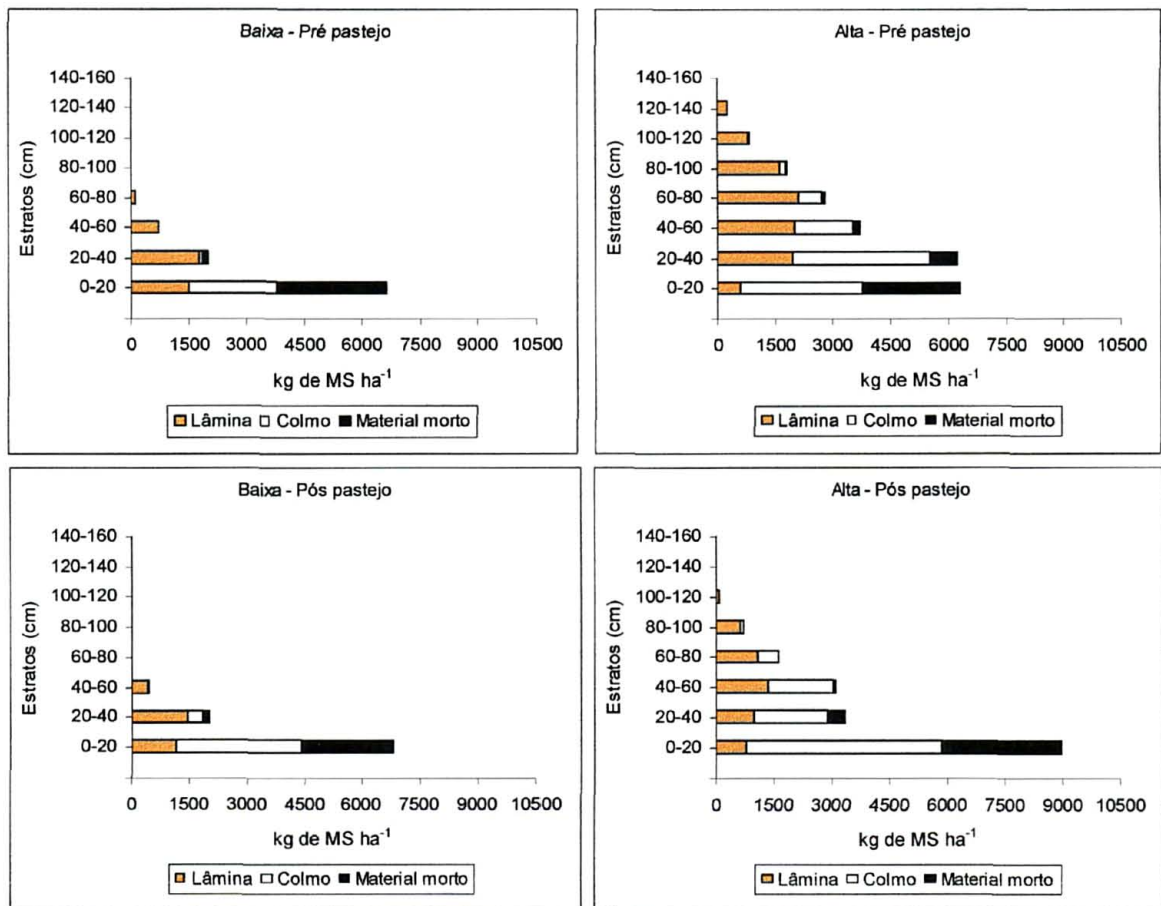 Baixa - Pré pastejo
Estratos (cm)
140-160
120-140
100-120
80-100
60-80
40-60
20-40
0-20
0 1500 3000 4500 6000 7500 9000 10500
kg de MS ha⁻¹
Lâmina Colmo Material morto
Alta - Pré pastejo
Estratos (cm)
140-160
120-140
100-120
80-100
60-80
40-60
20-40
0-20
0 1500 3000 4500 6000 7500 9000 10500
kg de MS ha⁻¹
Lâmina Colmo Material morto
Baixa - Pós pastejo
Estratos (cm)
140-160
120-140
100-120
80-100
60-80
40-60
20-40
0-20
0 1500 3000 4500 6000 7500 9000 10500
kg de MS ha⁻¹
Lâmina Colmo Material morto
Alta - Pós pastejo
Estratos (cm)
140-160
120-140
100-120
80-100
60-80
40-60
20-40
0-20
0 1500 3000 4500 6000 7500 9000 10500
kg de MS ha⁻¹
Lâmina Colmo Material morto